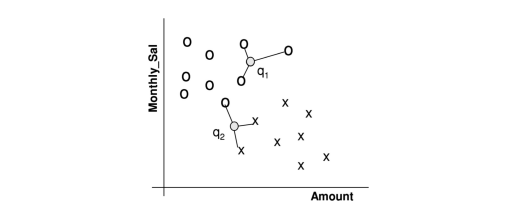 Monthly_Sal
q₁
q₂
Amount